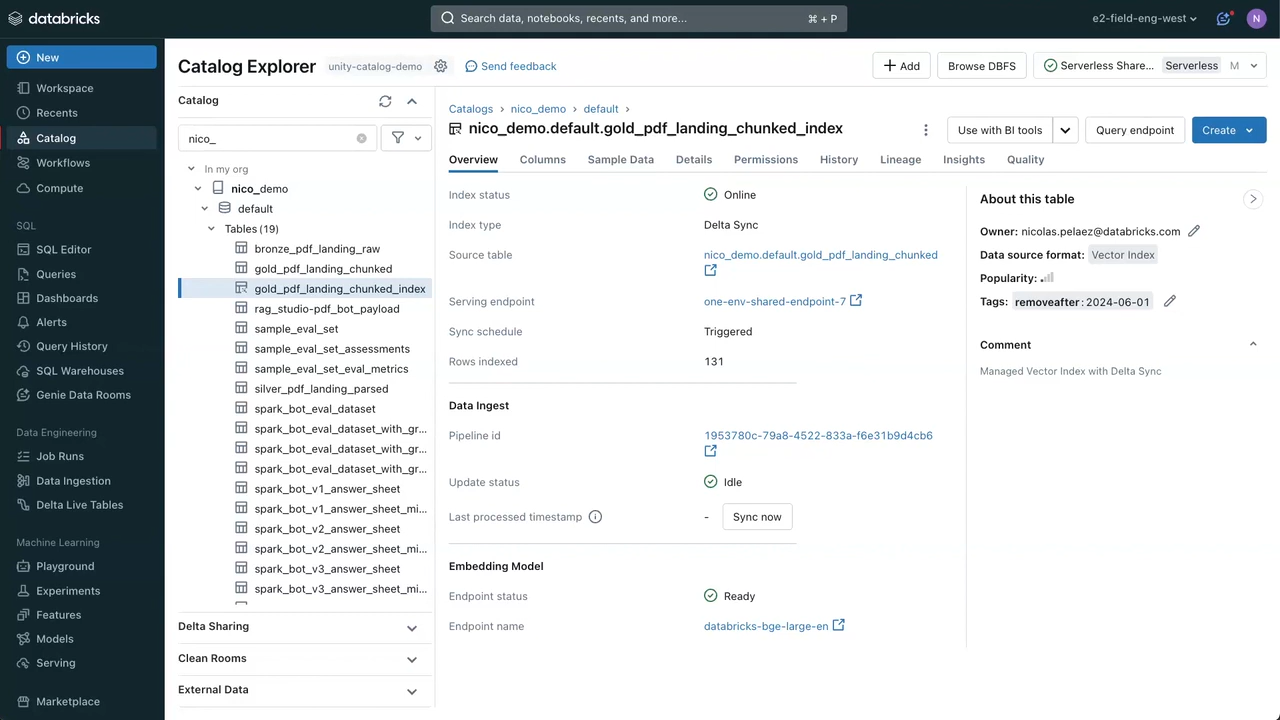 databricks
Search data, notebooks, recents, and more...
⌘ + P
e2-field-eng-west
N
New
Workspace
Recents
Catalog
Workflows
Compute
SQL
SQL Editor
Queries
Dashboards
Alerts
Query History
SQL Warehouses
Genie Data Rooms
Data Engineering
Job Runs
Data Ingestion
Delta Live Tables
Machine Learning
Playground
Experiments
Features
Models
Serving
Marketplace
Catalog Explorer
unity-catalog-demo
Send feedback
Add
Browse DBFS
Serverless Share... Serverless M
Catalog
nico_
In my org
nico_demo
default
Tables (19)
bronze_pdf_landing_raw
gold_pdf_landing_chunked
gold_pdf_landing_chunked_index
rag_studio-pdf_bot_payload
sample_eval_set
sample_eval_set_assessments
sample_eval_set_eval_metrics
silver_pdf_landing_parsed
spark_bot_eval_dataset
spark_bot_eval_dataset_with_gr...
spark_bot_eval_dataset_with_gr...
spark_bot_eval_dataset_with_gr...
spark_bot_v1_answer_sheet
spark_bot_v1_answer_sheet_mi...
spark_bot_v2_answer_sheet
spark_bot_v2_answer_sheet_mi...
spark_bot_v3_answer_sheet
spark_bot_v3_answer_sheet_mi...
Delta Sharing
Clean Rooms
External Data
Catalogs › nico_demo › default ›
nico_demo.default.gold_pdf_landing_chunked_index
Use with BI tools
Query endpoint
Create
Overview Columns Sample Data Details Permissions History Lineage Insights Quality
Index status Online
Index type Delta Sync
Source table nico_demo.default.gold_pdf_landing_chunked
Serving endpoint one-env-shared-endpoint-7
Sync schedule Triggered
Rows indexed 131
Data Ingest
Pipeline id 1953780c-79a8-4522-833a-f6e31b9d4cb6
Update status Idle
Last processed timestamp - Sync now
Embedding Model
Endpoint status Ready
Endpoint name databricks-bge-large-en
About this table
Owner: nicolas.pelaez@databricks.com
Data source format: Vector Index
Popularity:
Tags: removeafter : 2024-06-01
Comment
Managed Vector Index with Delta Sync